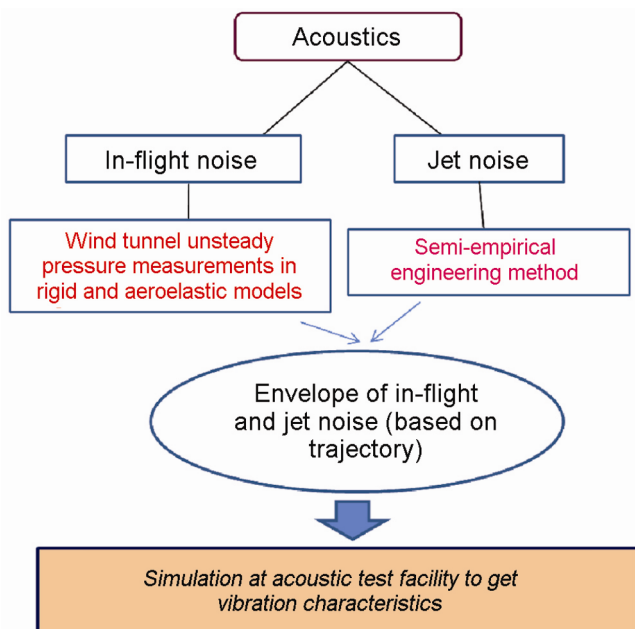 Acoustics
In-flight noise
Jet noise
Wind tunnel unsteady
pressure measurements in
rigid and aeroelastic models
Semi-empirical
engineering method
Envelope of in-flight
and jet noise (based on
trajectory)
Simulation at acoustic test facility to get
vibration characteristics